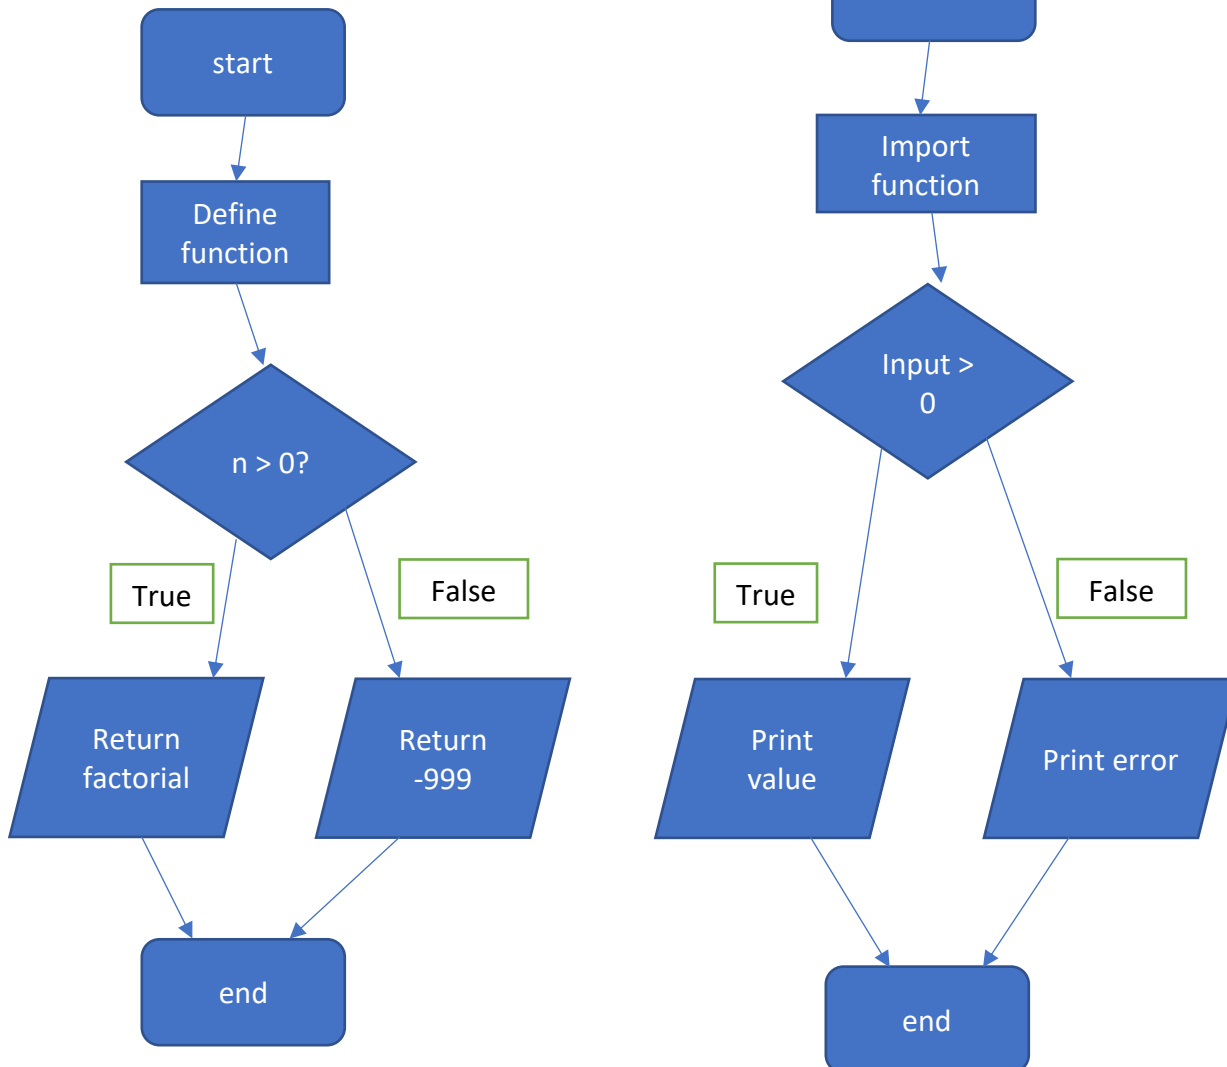 start
Define
function
n > 0?
True
False
Return
factorial
Return
-999
end
Import
function
Input >
0
True
False
Print
value
Print error
end